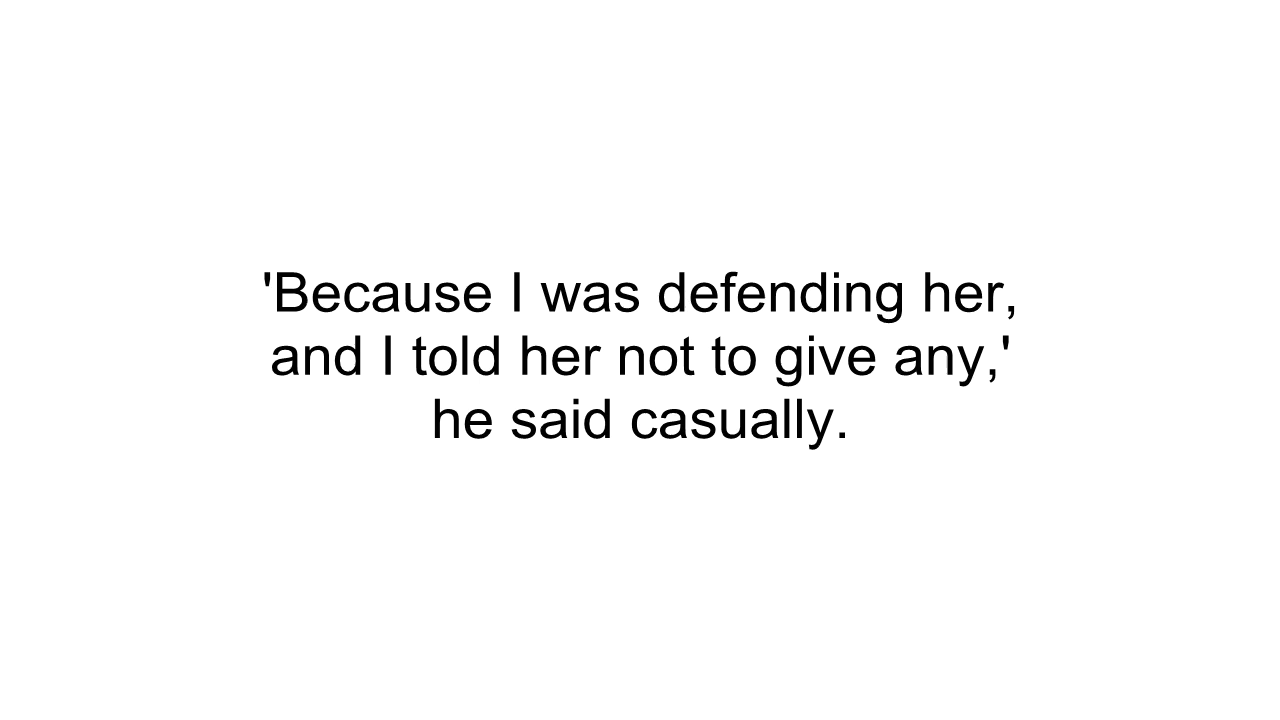 'Because I was defending her,
and I told her not to give any,'
he said casually.